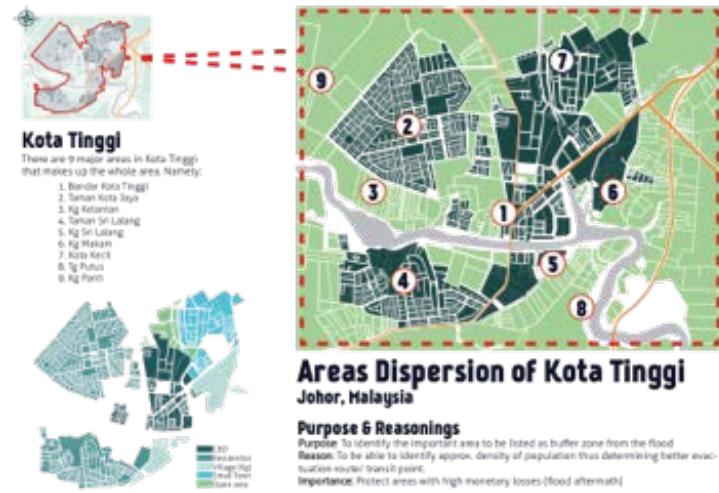 Kota Tinggi
There are 9 major areas in Kota Tinggi
that makes up the whole area. Namely:
1. Bandar Kota Tinggi
2. Taman Kota Jaya
3. Kg Kelantan
4. Taman Sri Lalang
5. Kg Sri Lalang
6. Kg Makam
7. Kota Kecil
8. Tg Putus
9. Kg Panti
CBD
Residential
Village (Kg)
Small Town
Open area
9
7
2
3
1
6
5
4
8
Areas Dispersion of Kota Tinggi
Johor, Malaysia
Purpose & Reasonings
Purpose: To identify the important area to be listed as buffer zone from the flood
Reason: To be able to identify approx. density of population thus determining better evac-
tuation route/ transit point.
Importance: Protect areas with high monetary losses (flood aftermath)